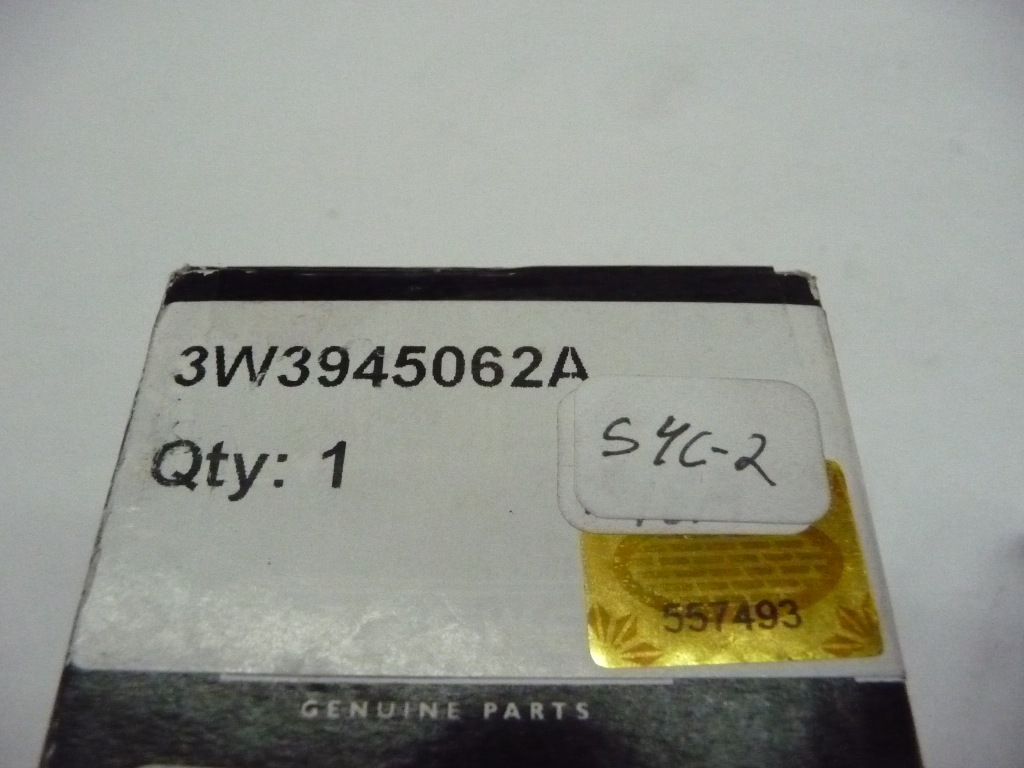 3W3945062A
Qty: 1
S4C-2
557493
GENUINE PARTS